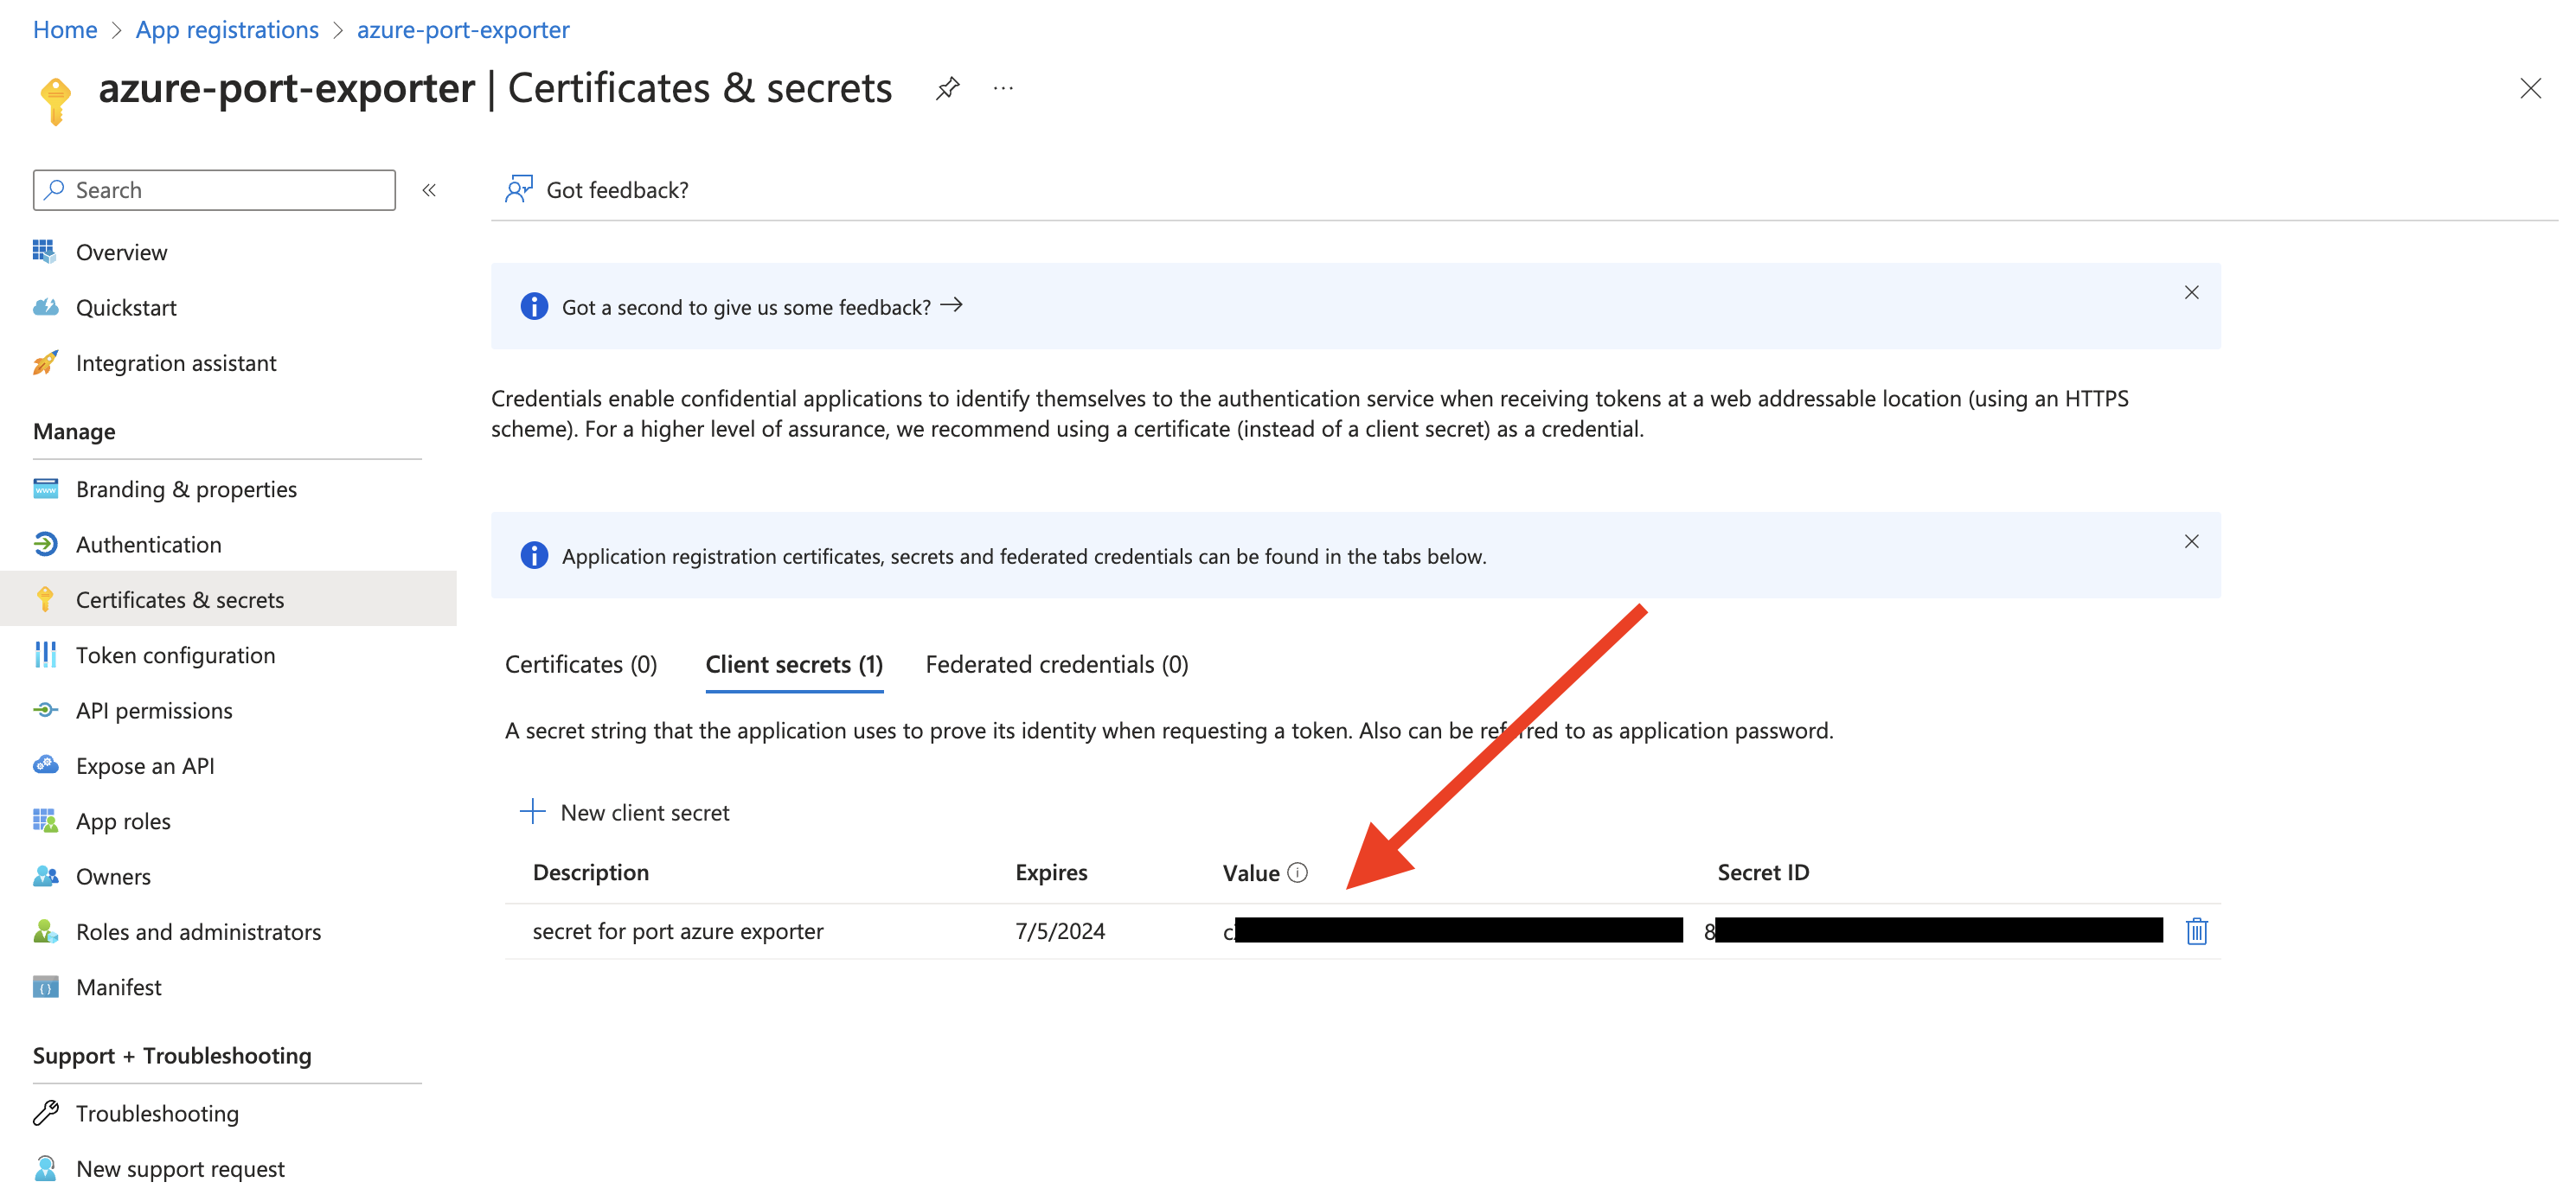 Home > App registrations > azure-port-exporter
azure-port-exporter | Certificates & secrets
Search
Got feedback?
Overview
Quickstart
Integration assistant
Manage
Branding & properties
Authentication
Certificates & secrets
Token configuration
API permissions
Expose an API
App roles
Owners
Roles and administrators
Manifest
Support + Troubleshooting
Troubleshooting
New support request
Got a second to give us some feedback? →
Credentials enable confidential applications to identify themselves to the authentication service when receiving tokens at a web addressable location (using an HTTPS
scheme). For a higher level of assurance, we recommend using a certificate (instead of a client secret) as a credential.
Application registration certificates, secrets and federated credentials can be found in the tabs below.
Certificates (0) Client secrets (1) Federated credentials (0)
A secret string that the application uses to prove its identity when requesting a token. Also can be referred to as application password.
+ New client secret
Description Expires Value Secret ID
secret for port azure exporter 7/5/2024 c 8